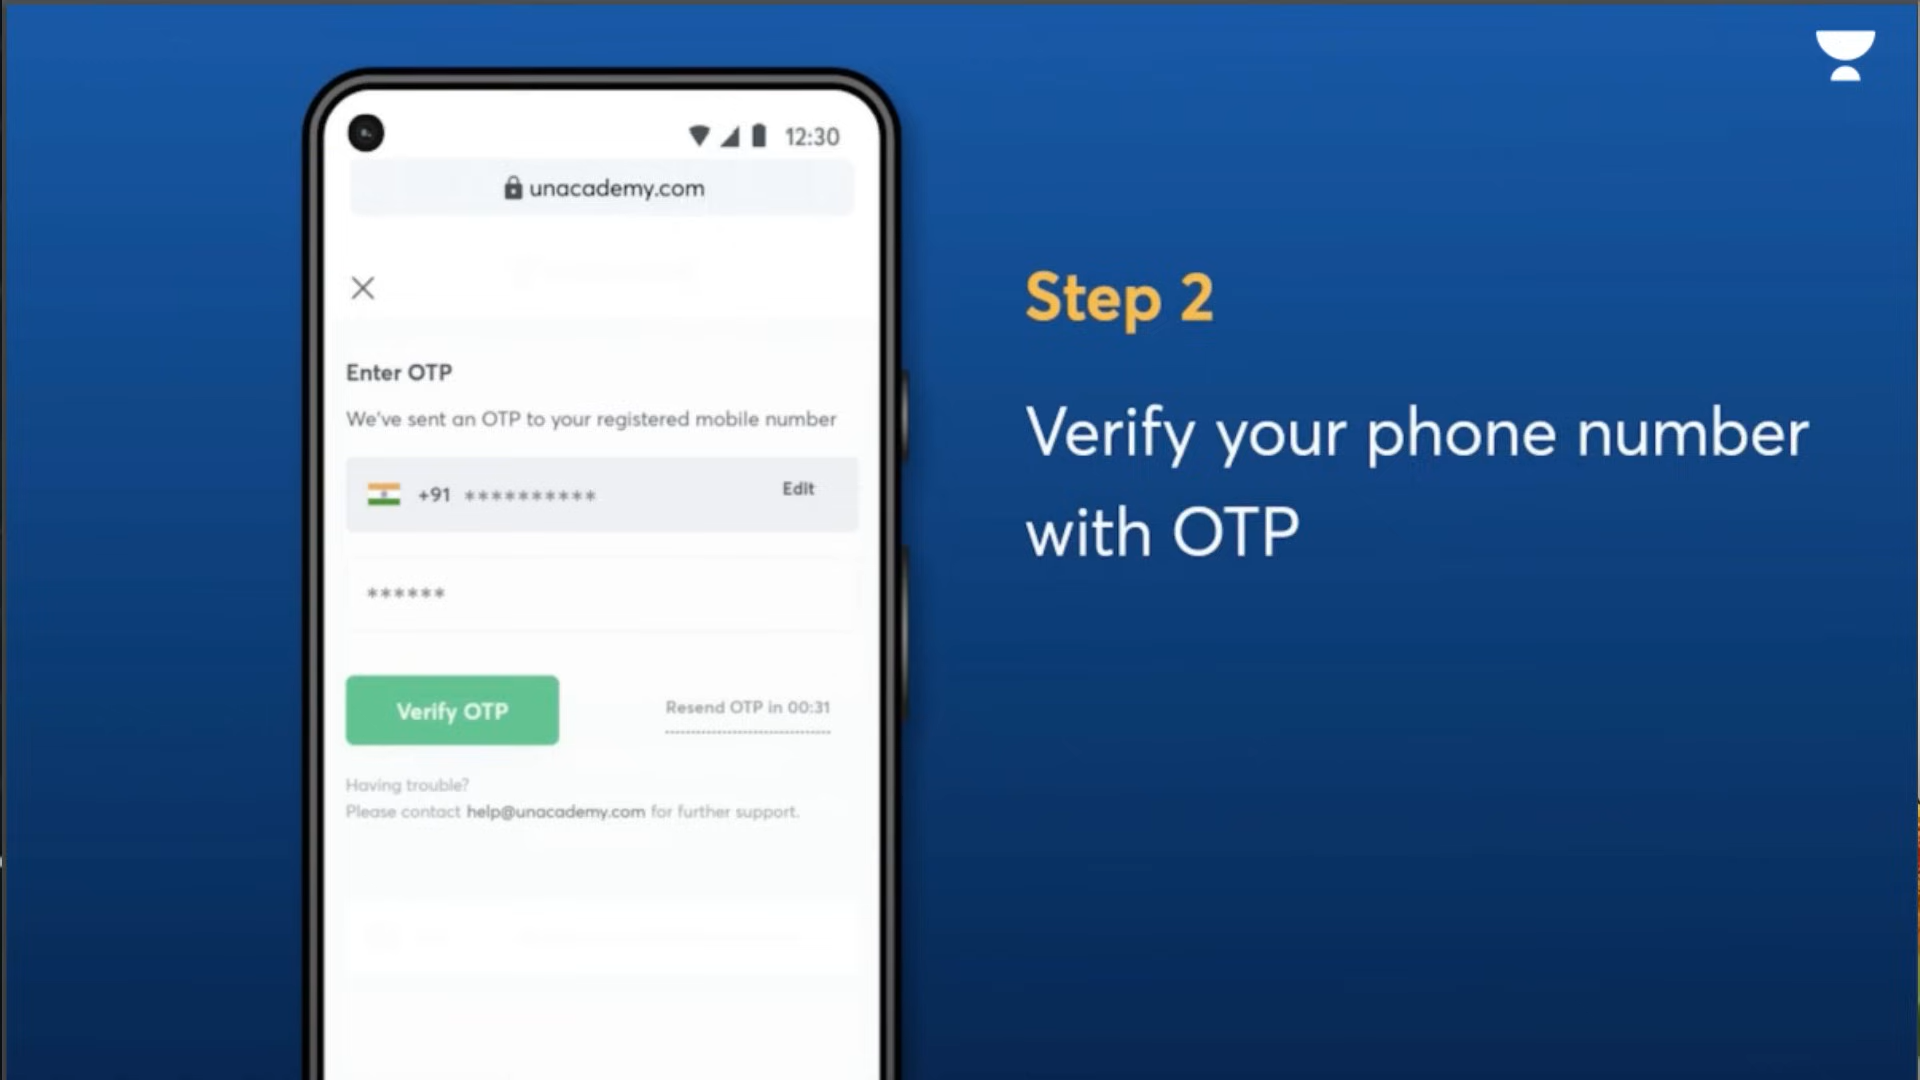 12:30
unacademy.com
Enter OTP
We've sent an OTP to your registered mobile number
+91 ********** Edit
******
Verify OTP
Resend OTP in 00:31
Having trouble?
Please contact help@unacademy.com for further support.
Step 2
Verify your phone number
with OTP